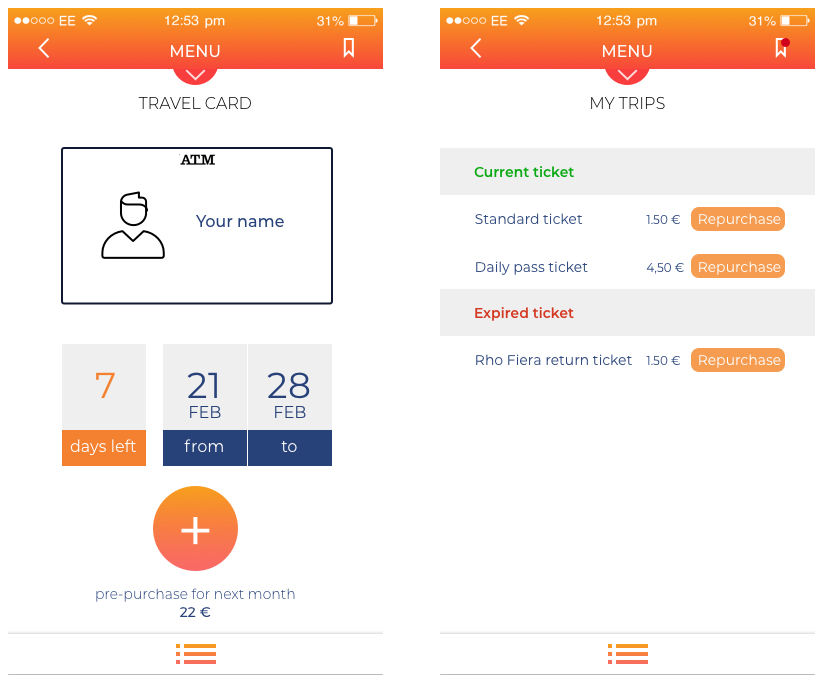 EE 12:53 pm 31%
MENU
TRAVEL CARD
ATM
Your name
7
days left
21
FEB
from
28
FEB
to
+
pre-purchase for next month
22 €
EE 12:53 pm 31%
MENU
MY TRIPS
Current ticket
Standard ticket 1.50 € Repurchase
Daily pass ticket 4,50 € Repurchase
Expired ticket
Rho Fiera return ticket 1.50 € Repurchase